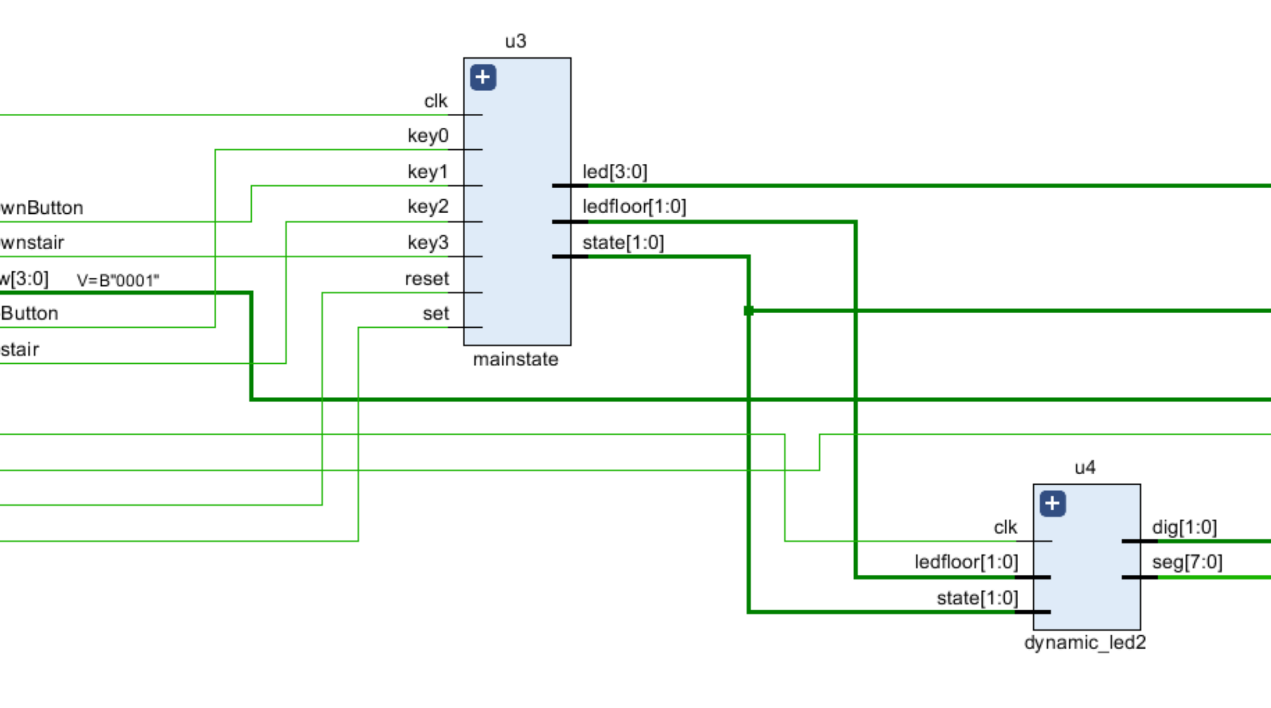 u3
clk
key0
key1
key2
key3
reset
set
led[3:0]
ledfloor[1:0]
state[1:0]
mainstate
wnButton
wnstair
w[3:0] V=B"0001"
Button
stair
u4
clk
ledfloor[1:0]
state[1:0]
dig[1:0]
seg[7:0]
dynamic_led2